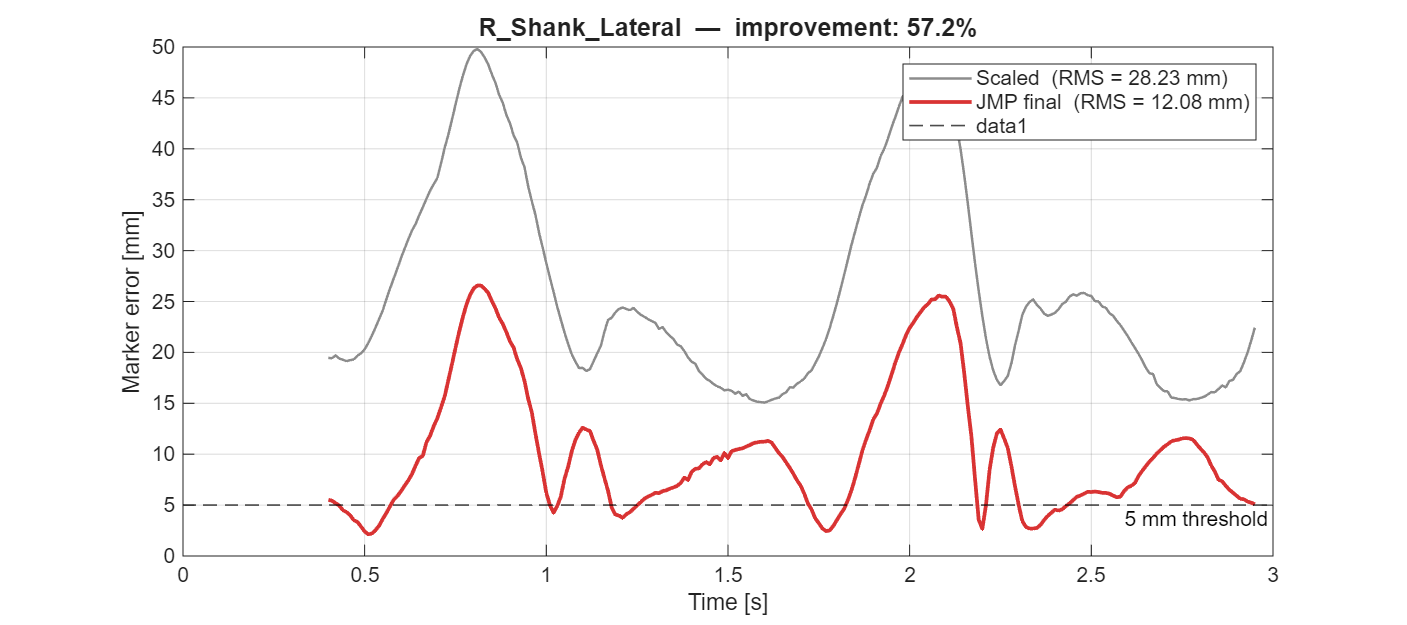 R_Shank_Lateral — improvement: 57.2%
Scaled (RMS = 28.23 mm)
JMP final (RMS = 12.08 mm)
data1
Marker error [mm]
50
45
40
35
30
25
20
15
10
5
0
5 mm threshold
0 0.5 1 1.5 2 2.5 3
Time [s]